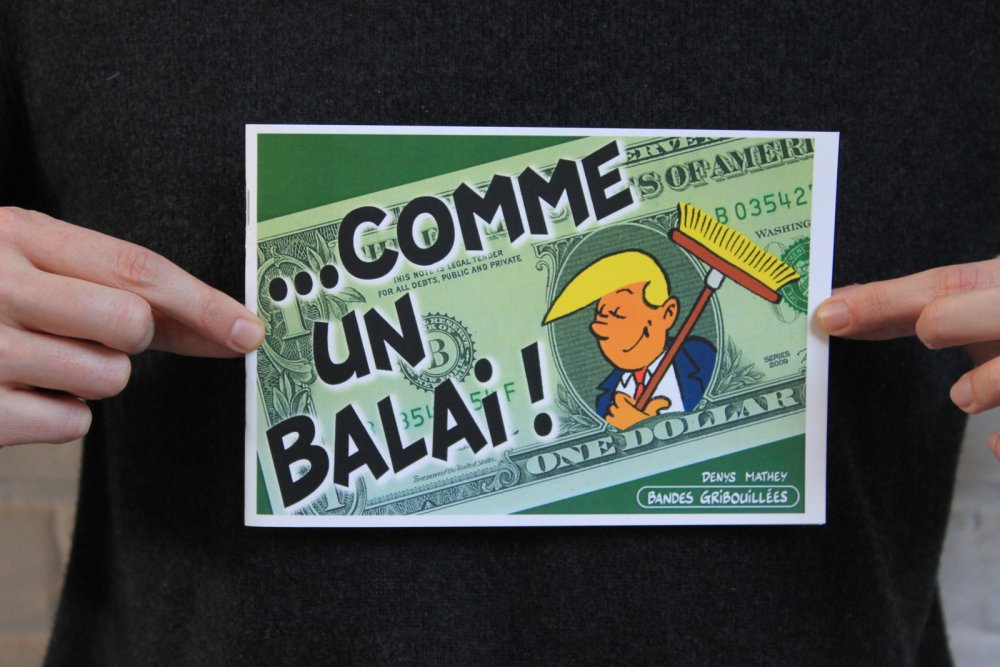 ...COMME
UN
BALAi !
S OF AMERI
B 035427
WASHING
THIS NOTE IS LEGAL TENDER
FOR ALL DEBTS, PUBLIC AND PRIVATE
B
SERIES
2009
ONE DOLLAR
DENYS MATHEY
BANDES GRIBOUILLÉES